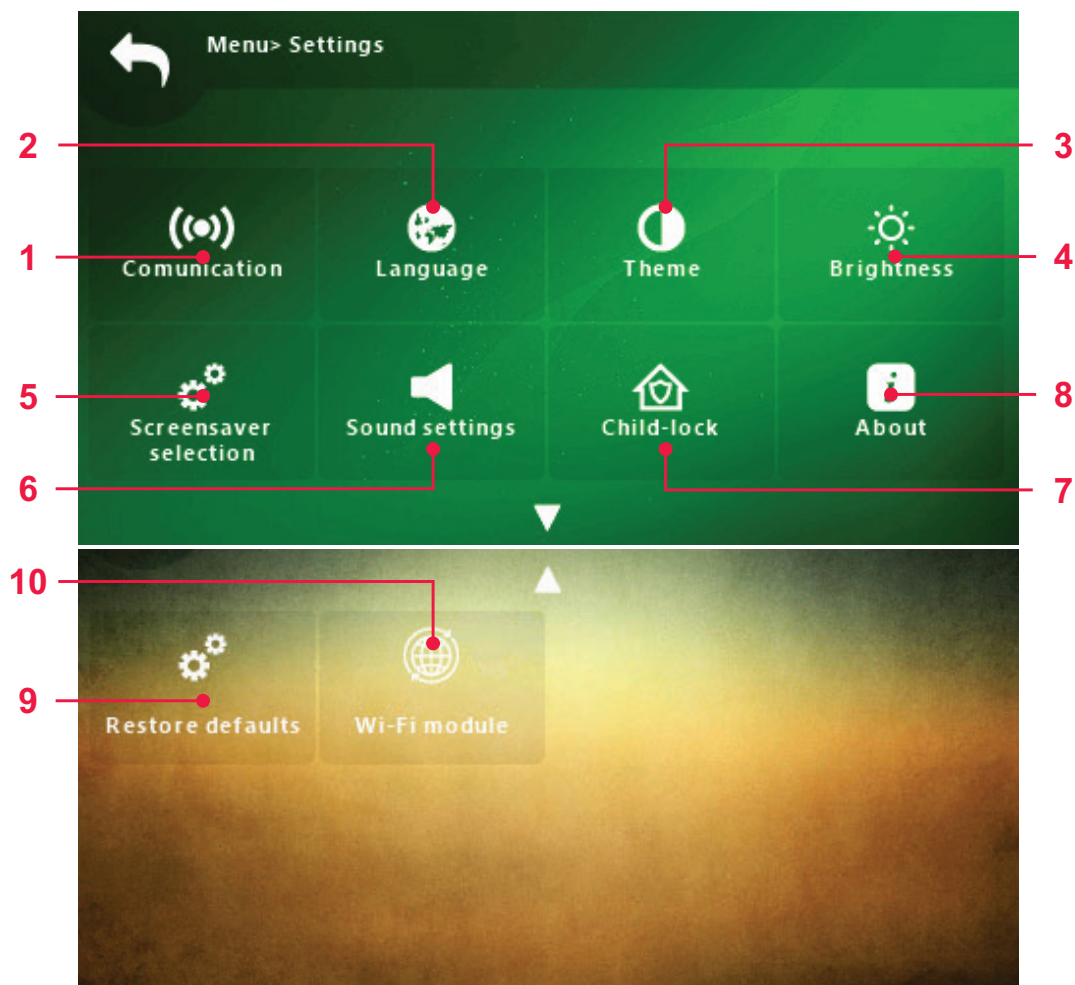 Menu> Settings
2
3
1
Comunication
Language
Theme
Brightness
4
5
Screensaver
selection
Sound settings
Child-lock
About
8
6
7
10
9
Restore defaults
Wi-Fi module